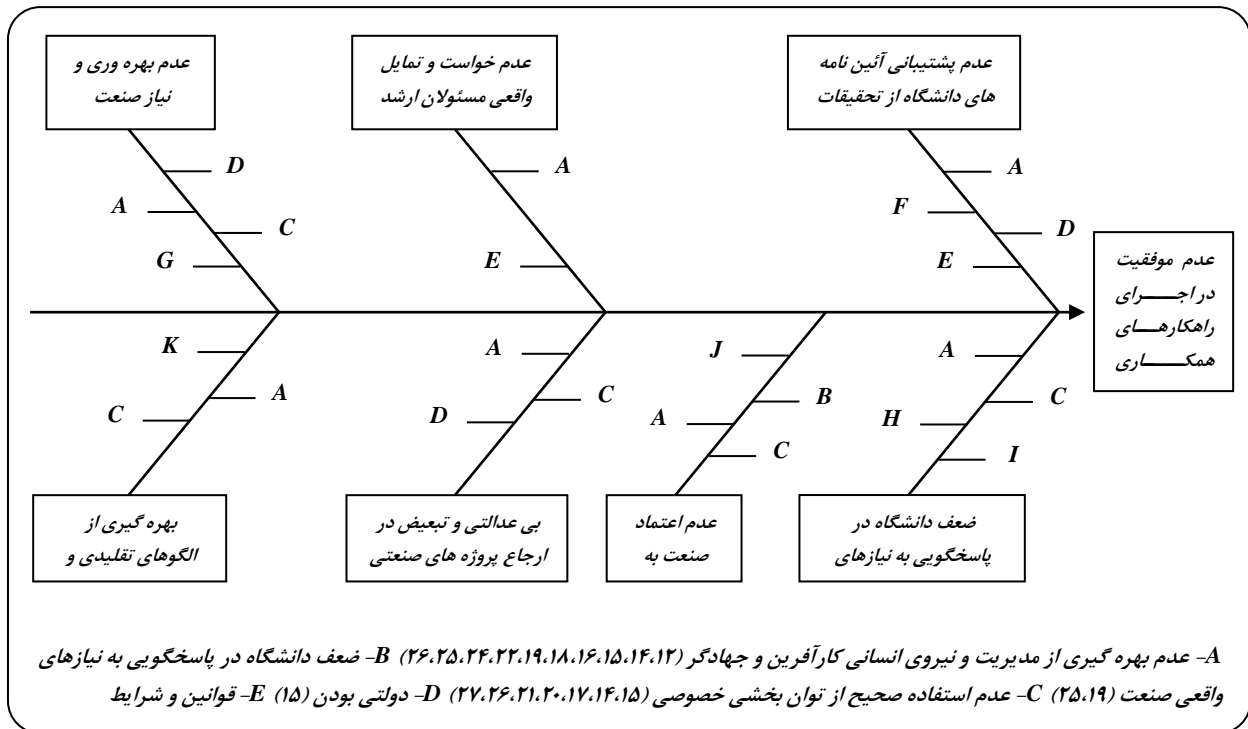 عدم بهره وری و
نیاز صنعت
عدم خواست و تمایل
واقعی مسئولان ارشد
عدم پشتیبانی آئین نامه
های دانشگاه از تحقیقات
D
A
C
G
A
E
A
F
D
E
عدم موفقیت
در اجـــــرای
راهکارهـــای
همکـــــاری
K
A
C
A
C
D
J
B
A
C
A
C
H
I
بهره گیری از
الگوهای تقلیدی و
بی عدالتی و تبعیض در
ارجاع پروژه های صنعتی
عدم اعتماد
صنعت به
ضعف دانشگاه در
پاسخگویی به نیازهای
A- عدم بهره گیری از مدیریت و نیروی انسانی کارآفرین و جهادگر (۲۶،۲۵،۲۴،۲۲،۱۹،۱۸،۱۶،۱۵،۱۴،۱۲) B- ضعف دانشگاه در پاسخگویی به نیازهای
واقعی صنعت (۲۵،۱۹) C- عدم استفاده صحیح از توان بخشی خصوصی (۲۷،۲۶،۲۱،۲۰،۱۷،۱۴،۱۵) D- دولتی بودن (۱۵) E- قوانین و شرایط